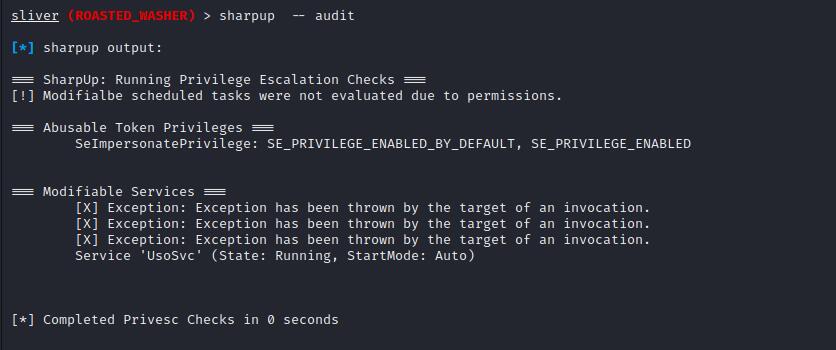 sliver (ROASTED_WASHER) > sharpup -- audit
[*] sharpup output:
=== SharpUp: Running Privilege Escalation Checks ===
[!] Modifialbe scheduled tasks were not evaluated due to permissions.
=== Abusable Token Privileges ===
SeImpersonatePrivilege: SE_PRIVILEGE_ENABLED_BY_DEFAULT, SE_PRIVILEGE_ENABLED
=== Modifiable Services ===
[X] Exception: Exception has been thrown by the target of an invocation.
[X] Exception: Exception has been thrown by the target of an invocation.
[X] Exception: Exception has been thrown by the target of an invocation.
Service 'UsoSvc' (State: Running, StartMode: Auto)
[*] Completed Privesc Checks in 0 seconds